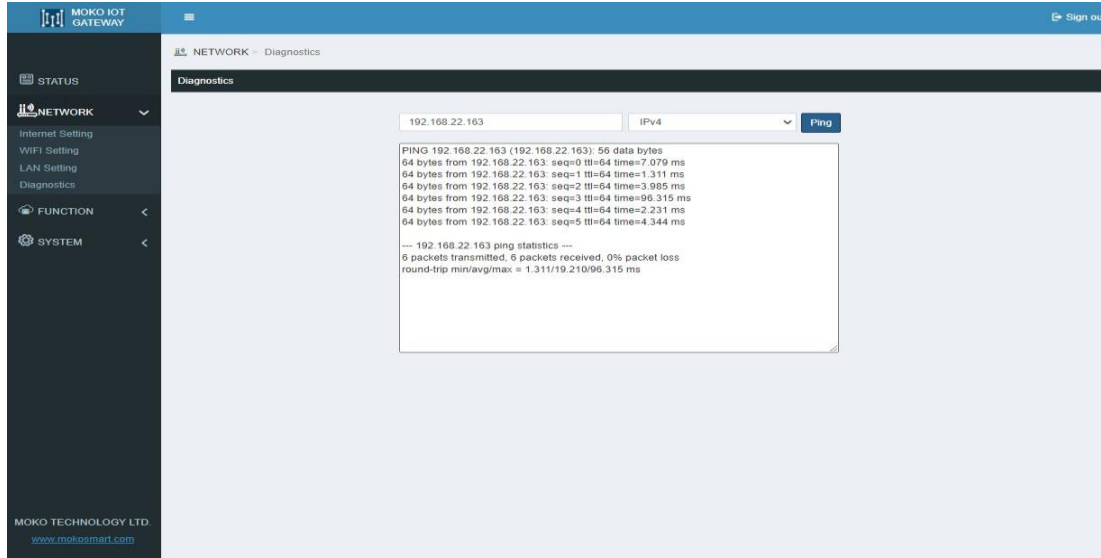 MOKO IOT
GATEWAY
Sign ou
NETWORK > Diagnostics
STATUS
Diagnostics
NETWORK
Internet Setting
WIFI Setting
LAN Setting
Diagnostics
FUNCTION
SYSTEM
192.168.22.163 IPv4 Ping
PING 192.168.22.163 (192.168.22.163): 56 data bytes
64 bytes from 192.168.22.163: seq=0 ttl=64 time=7.079 ms
64 bytes from 192.168.22.163: seq=1 ttl=64 time=1.311 ms
64 bytes from 192.168.22.163: seq=2 ttl=64 time=3.985 ms
64 bytes from 192.168.22.163: seq=3 ttl=64 time=96.315 ms
64 bytes from 192.168.22.163: seq=4 ttl=64 time=2.231 ms
64 bytes from 192.168.22.163: seq=5 ttl=64 time=4.344 ms
--- 192.168.22.163 ping statistics ---
6 packets transmitted, 6 packets received, 0% packet loss
round-trip min/avg/max = 1.311/19.210/96.315 ms
MOKO TECHNOLOGY LTD.
www.mokosmart.com